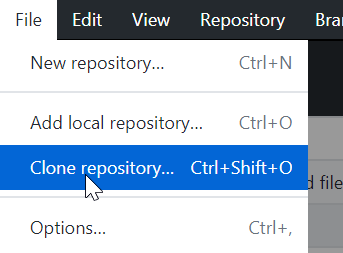 File Edit View Repository
New repository... Ctrl+N
Add local repository... Ctrl+O
Clone repository... Ctrl+Shift+O
Options... Ctrl+,